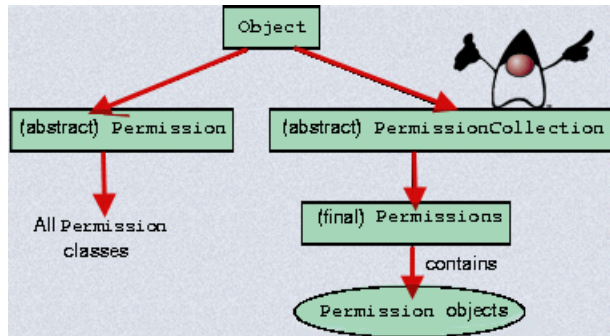 Object
(abstract) Permission
(abstract) PermissionCollection
All Permission
classes
(final) Permissions
contains
Permission objects